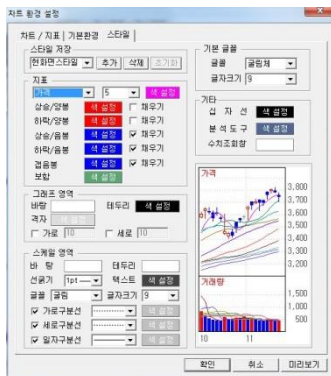 차트 환경 설정
차트 / 지표
기본환경
스타일
스타일 저장
현화면스타일
추가
삭제
초기화
지표
가격
5
색 설정
상승/양봉
색 설정
채우기
하락/양봉
색 설정
채우기
상승/음봉
색 설정
채우기
하락/음봉
색 설정
채우기
겹음봉
색 설정
채우기
보합
색 설정
그래프 영역
바탕
테두리
색 설정
격자
색 설정
가로
10
세로
10
스케일 영역
바 탕
테두리
선굵기
1pt
텍스트
색 설정
글꼴
굴림
글자크기
9
가로구분선
색 설정
세로구분선
색 설정
일자구분선
색 설정
기본 글꼴
글꼴
굴림체
글자크기
9
기타
십 자 선
색 설정
분 석 도 구
색 설정
수치조회창
가격
3,800
3,700
3,600
3,500
3,400
3,300
3,200
거래량
1,500
1,000
500
10
11
확인
취소
미리보기